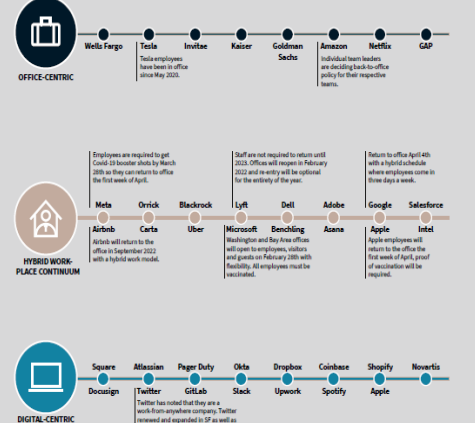 Wells Fargo Tesla Invitae Kaiser Goldman Sachs Amazon Netflix GAP
Tesla employees
have been in office
since May 2020.
Individual team leaders
are deciding back-to-office
policy for their respective
teams.
OFFICE-CENTRIC
Employees are required to get
Covid-19 booster shots by March
28th so they can return to office
the first week of April.
Staff are not required to return until
2023. Offices will reopen in February
2022 and re-entry will be optional
for the entirety of the year.
Return to office April 4th
with a hybrid schedule
where employees come in
three days a week.
Meta Orrick Blackrock Lyft Dell Adobe Google Salesforce
Airbnb Carta Uber Microsoft Benchling Asana Apple Intel
Airbnb will return to the
office in September 2022
with a hybrid work model.
Washington and Bay Area offices
will open to employees, visitors
and guests on February 28th with
flexibility. All employees must be
vaccinated.
Apple employees will
return to the office the
first week of April, proof
of vaccination will be
required.
HYBRID WORK-
PLACE CONTINUUM
Square Atlassian Pager Duty Okta Dropbox Coinbase Shopify Novartis
Docusign Twitter GitLab Slack Upwork Spotify Apple
Twitter has noted that they are a
work-from-anywhere company. Twitter
renewed and expanded in SF as well as
DIGITAL-CENTRIC